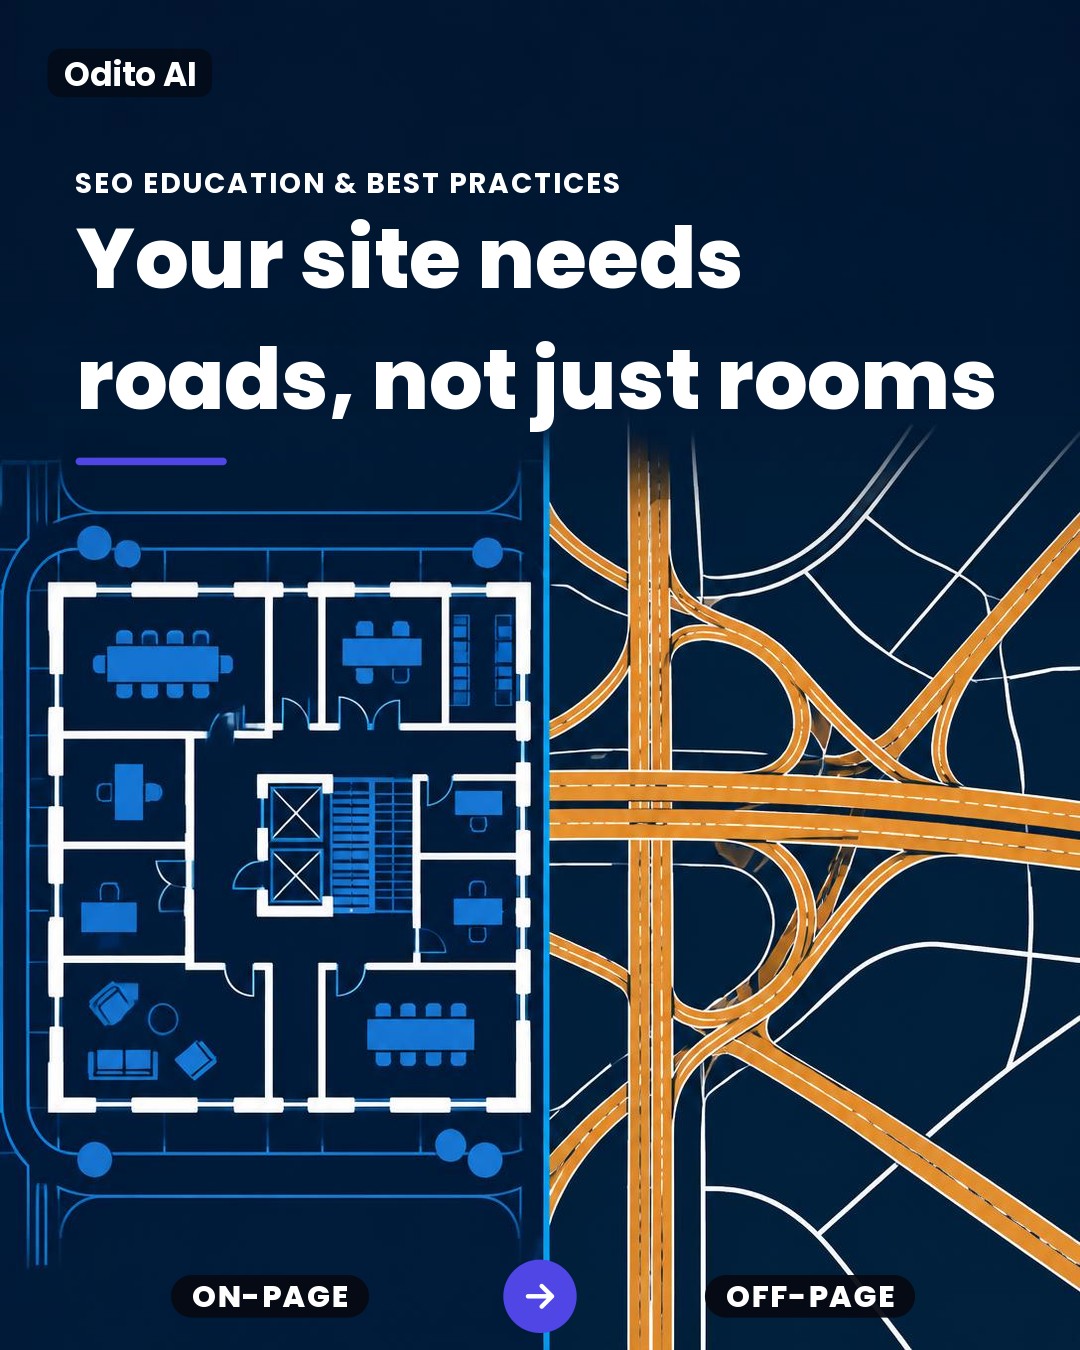 Odito AI
SEO EDUCATION & BEST PRACTICES
Your site needs
roads, not just rooms
ON-PAGE
OFF-PAGE